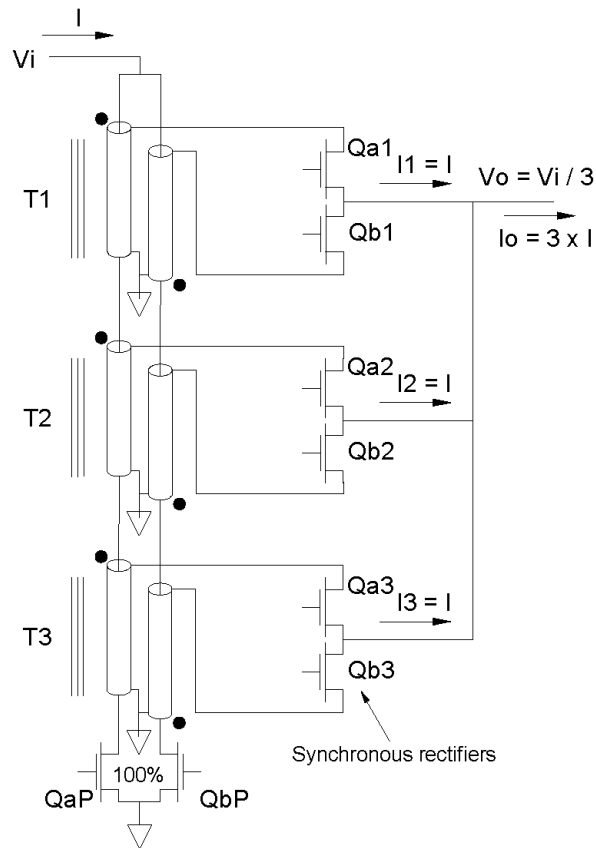 I
Vi
T1
Qa1
I1 = I
Qb1
Vo = Vi / 3
Io = 3 x I
T2
Qa2
I2 = I
Qb2
T3
Qa3
I3 = I
Qb3
Synchronous rectifiers
100%
QaP
QbP